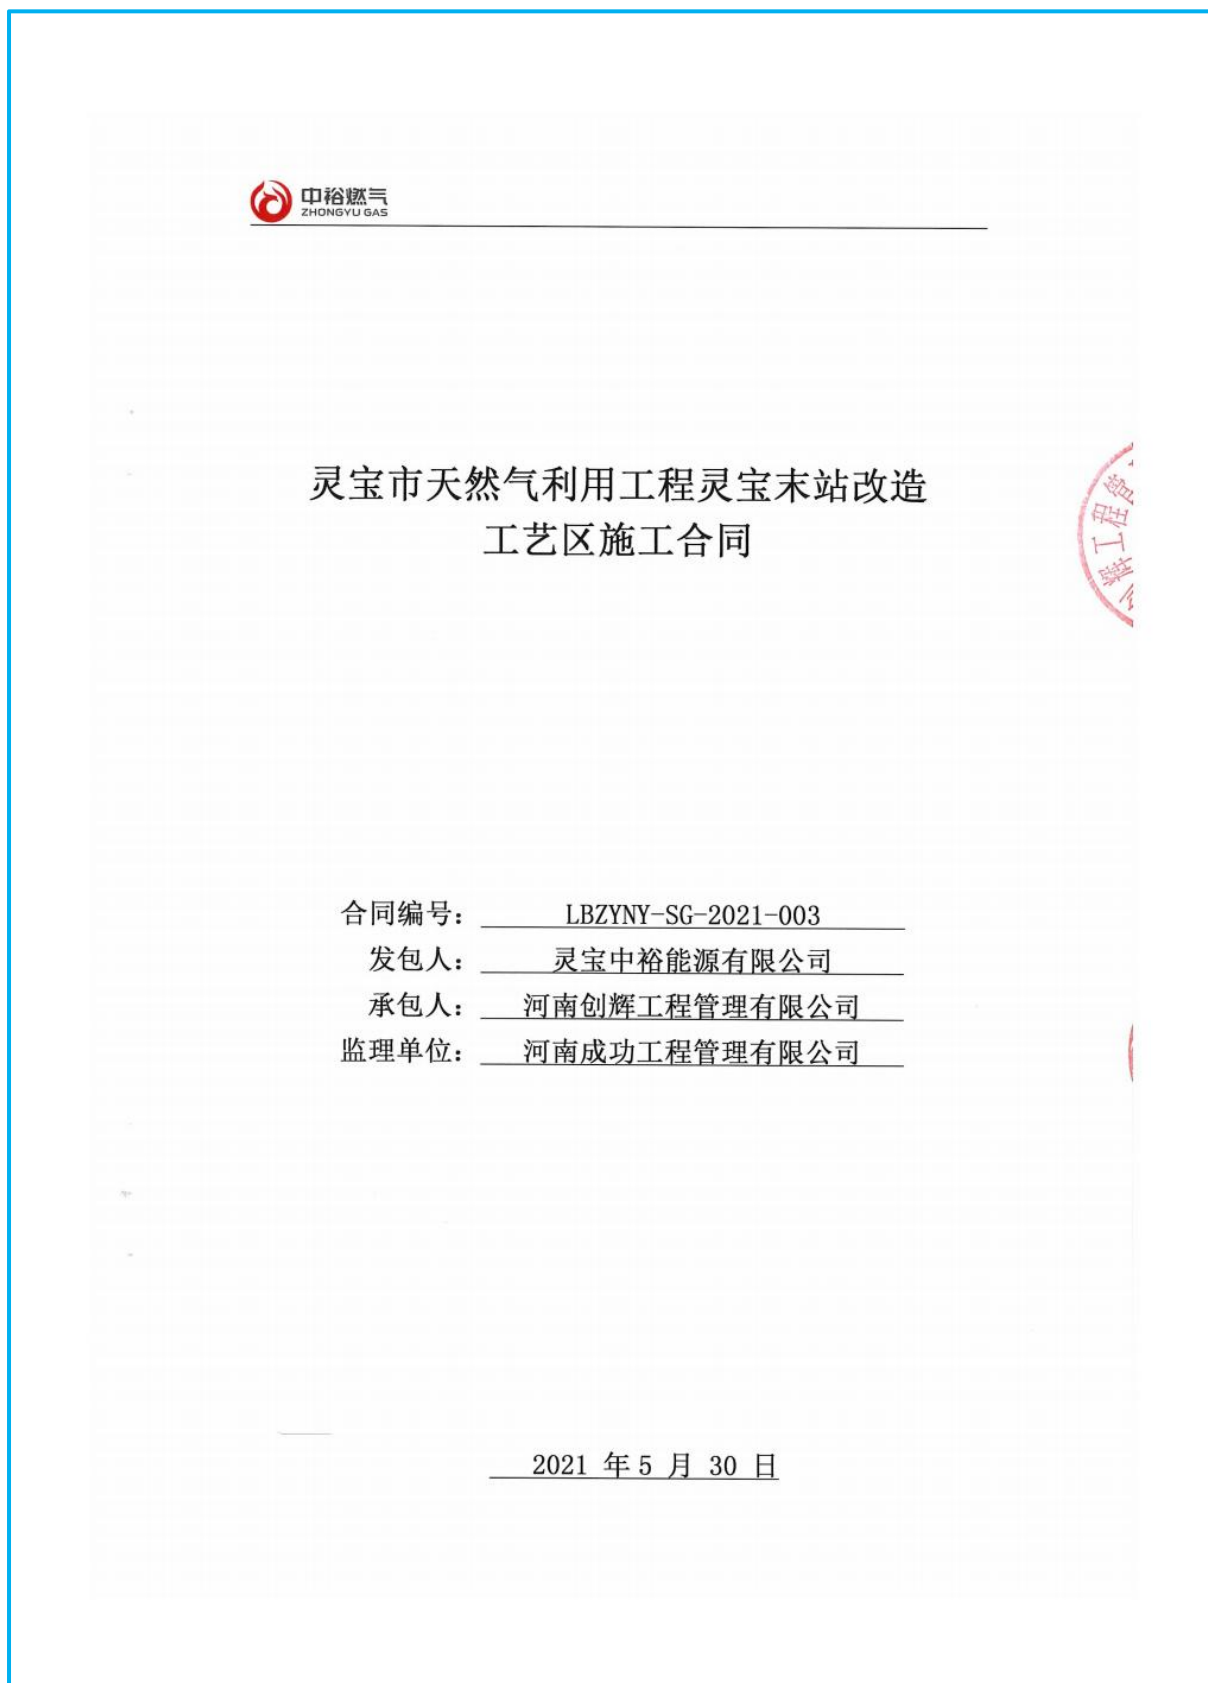 中裕燃气
ZHONGYU GAS
灵宝市天然气利用工程灵宝末站改造
工艺区施工合同
辉工程管
合同编号： LBZYNY-SG-2021-003
发包人： 灵宝中裕能源有限公司
承包人： 河南创辉工程管理有限公司
监理单位： 河南成功工程管理有限公司
2021 年 5 月 30 日